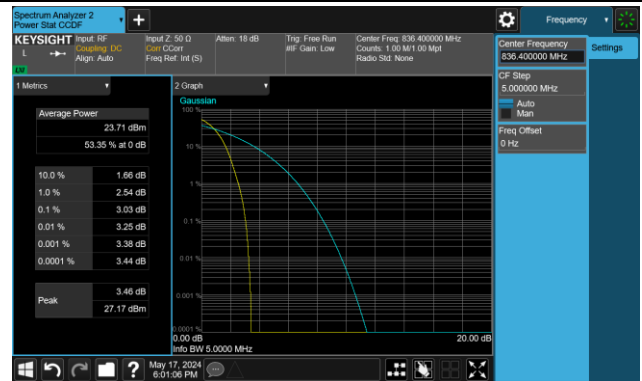 Spectrum Analyzer 2
Power Stat CCDF
Frequency
KEYSIGHT
L
Input: RF
Coupling: DC
Align: Auto
Input Z: 50 Ω
Corr CCorr
Freq Ref: Int (S)
Atten: 18 dB
Trig: Free Run
#IF Gain: Low
Center Freq: 836.400000 MHz
Counts: 1.00 M/1.00 Mpt
Radio Std: None
Center Frequency
836.400000 MHz
Settings
CF Step
5.000000 MHz
Auto
Man
Freq Offset
0 Hz
1 Metrics
Average Power
23.71 dBm
53.35 % at 0 dB
10.0 % 1.66 dB
1.0 % 2.54 dB
0.1 % 3.03 dB
0.01 % 3.25 dB
0.001 % 3.38 dB
0.0001 % 3.44 dB
Peak
3.46 dB
27.17 dBm
2 Graph
Gaussian
100 %
10 %
1 %
0.1 %
0.01 %
0.001 %
0.0001 %
0.00 dB
20.00 dB
Info BW 5.0000 MHz
?
May 17, 2024
6:01:06 PM